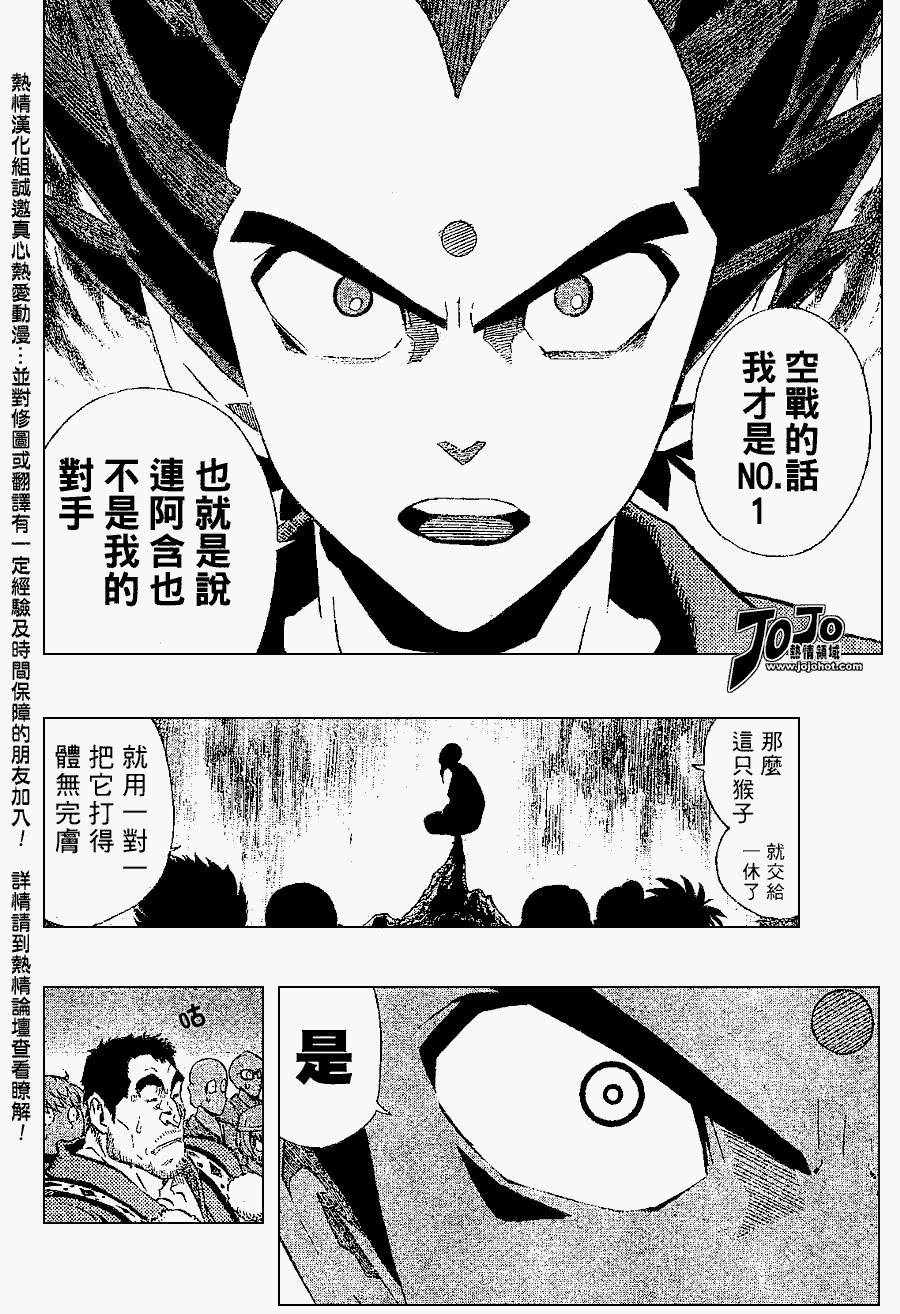 空戰的話
我才是
NO.
1
也就是說
連阿含也
不是我的
對手
JOJO
熱情領域
www.jojohot.com
那麼
這只猴子
就交給
一休了
就用一對一
把它打得
體無完膚
是
咕
熱情漢化組誠邀真心熱愛動漫…並對修圖或翻譯有一定經驗及時間保障的朋友加入! 詳情請到熱情論壇查看瞭解!